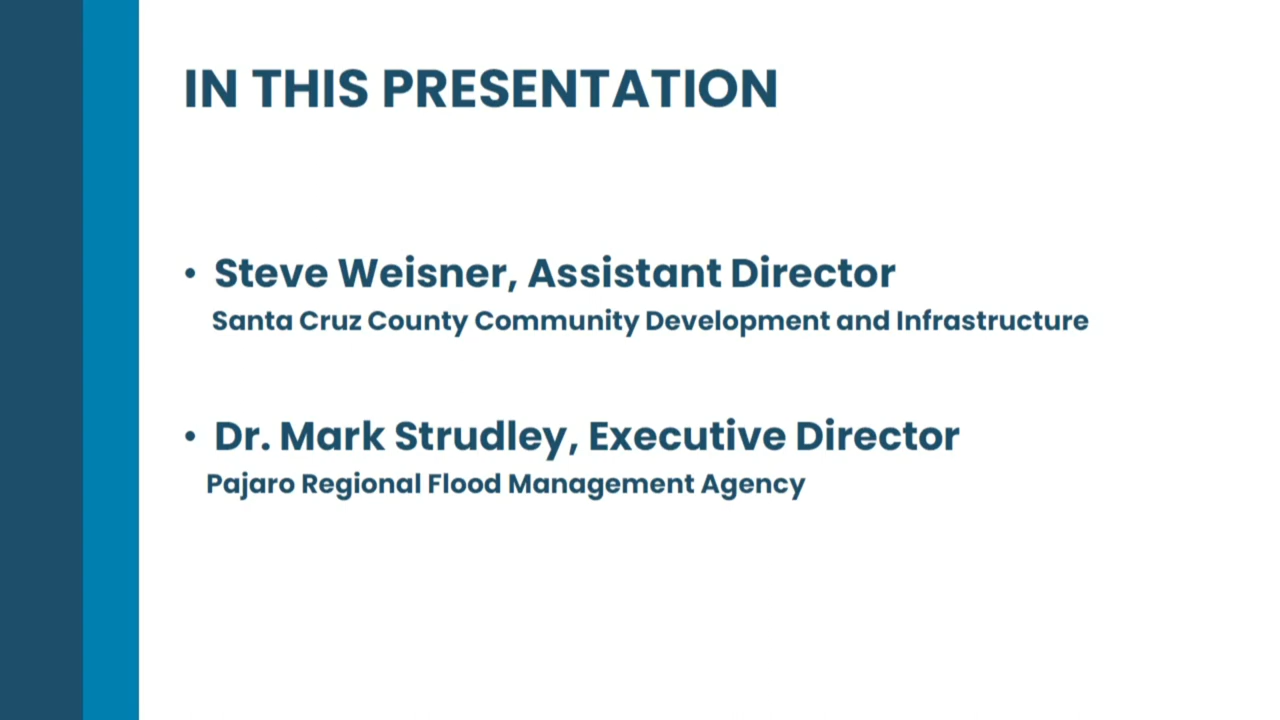 IN THIS PRESENTATION
• Steve Weisner, Assistant Director
Santa Cruz County Community Development and Infrastructure
• Dr. Mark Strudley, Executive Director
Pajaro Regional Flood Management Agency